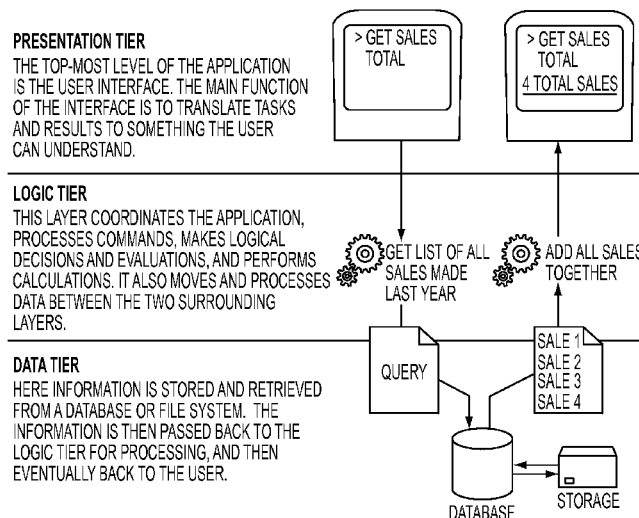 PRESENTATION TIER
THE TOP-MOST LEVEL OF THE APPLICATION
IS THE USER INTERFACE. THE MAIN FUNCTION
OF THE INTERFACE IS TO TRANSLATE TASKS
AND RESULTS TO SOMETHING THE USER
CAN UNDERSTAND.
> GET SALES
TOTAL
> GET SALES
TOTAL
4 TOTAL SALES
LOGIC TIER
THIS LAYER COORDINATES THE APPLICATION,
PROCESSES COMMANDS, MAKES LOGICAL
DECISIONS AND EVALUATIONS, AND PERFORMS
CALCULATIONS. IT ALSO MOVES AND PROCESSES
DATA BETWEEN THE TWO SURROUNDING
LAYERS.
GET LIST OF ALL
SALES MADE
LAST YEAR
ADD ALL SALES
TOGETHER
DATA TIER
HERE INFORMATION IS STORED AND RETRIEVED
FROM A DATABASE OR FILE SYSTEM. THE
INFORMATION IS THEN PASSED BACK TO THE
LOGIC TIER FOR PROCESSING, AND THEN
EVENTUALLY BACK TO THE USER.
QUERY
SALE 1
SALE 2
SALE 3
SALE 4
DATABASE
STORAGE